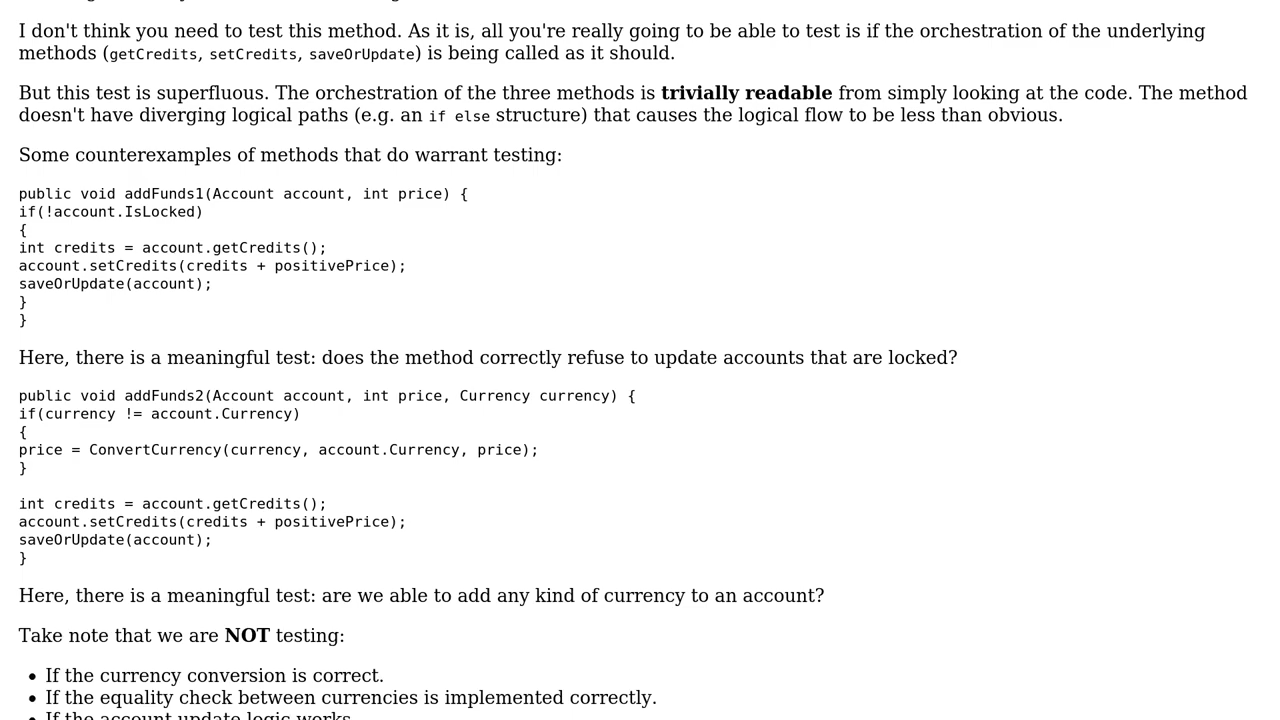 I don't think you need to test this method. As it is, all you're really going to be able to test is if the orchestration of the underlying
methods (getCredits, setCredits, saveOrUpdate) is being called as it should.
But this test is superfluous. The orchestration of the three methods is trivially readable from simply looking at the code. The method
doesn't have diverging logical paths (e.g. an if else structure) that causes the logical flow to be less than obvious.
Some counterexamples of methods that do warrant testing:
public void addFunds1(Account account, int price) {
if(!account.IsLocked)
{
int credits = account.getCredits();
account.setCredits(credits + positivePrice);
saveOrUpdate(account);
}
}
Here, there is a meaningful test: does the method correctly refuse to update accounts that are locked?
public void addFunds2(Account account, int price, Currency currency) {
if(currency != account.Currency)
{
price = ConvertCurrency(currency, account.Currency, price);
}
int credits = account.getCredits();
account.setCredits(credits + positivePrice);
saveOrUpdate(account);
}
Here, there is a meaningful test: are we able to add any kind of currency to an account?
Take note that we are NOT testing:
• If the currency conversion is correct.
• If the equality check between currencies is implemented correctly.
• If the account update logic works.